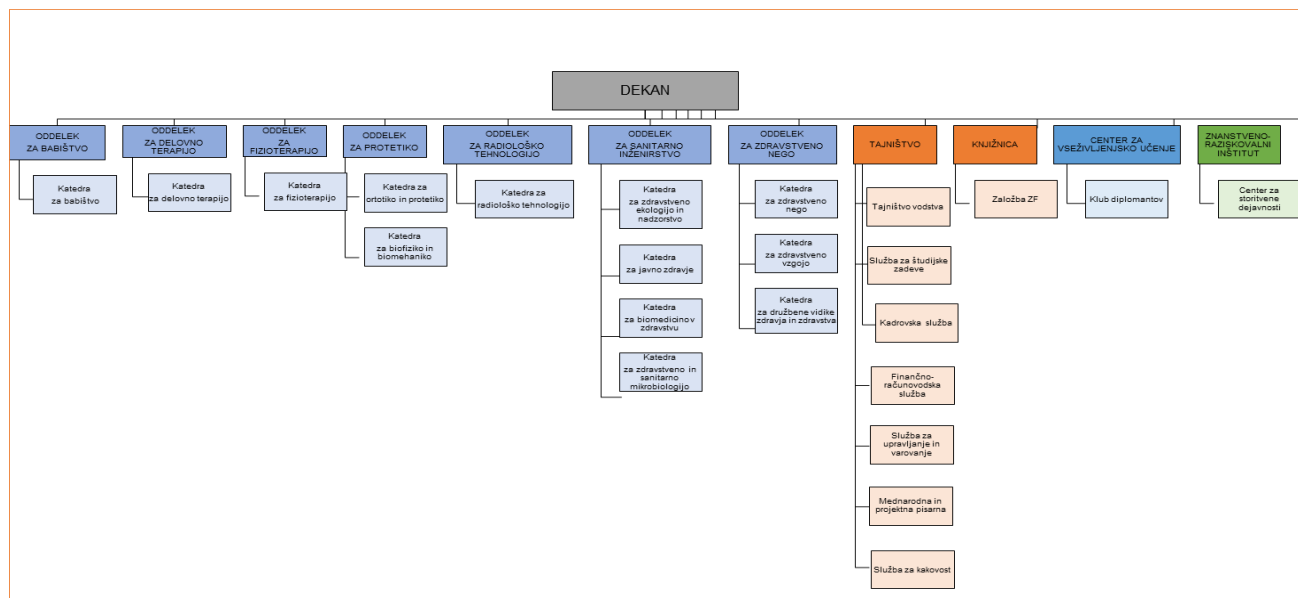 DEKAN
ODDELEK
ZA BABIŠTVO
Katedra
za babištvo
ODDELEK
ZA DELOVNO
TERAPIJO
Katedra
za delovno terapijo
ODDELEK
ZA
FIZIOTERAPIJO
Katedra
za fizioterapijo
ODDELEK
ZA PROTETIKO
Katedra za
ortotiko in protetiko
Katedra
za biofiziko in
biomehaniko
ODDELEK
ZA RADIOLOŠKO
TEHNOLOGIJO
Katedra za
radiološko tehnologijo
ODDELEK
ZA SANITARNO
INŽENIRSTVO
Katedra
za zdravstveno
ekologijo in
nadzorstvo
Katedra
za javno zdravje
Katedra
za biomedicino v
zdravstvu
Katedra
za zdravstveno in
sanitarno
mikrobiologijo
ODDELEK
ZA ZDRAVSTVENO
NEGO
Katedra
za zdravstveno
nego
Katedra
za zdravstveno
vzgojo
Katedra
za družbene vidike
zdravja in zdravstva
TAJNIŠTVO
Tajništvo vodstva
Služba za študijske
zadeve
Kadrovska služba
Finančno-
računovodska
služba
Služba za
upravljanje in
varovanje
Mednarodna in
projektna pisarna
Služba za kakovost
KNJIŽNICA
Založba ZF
CENTER ZA
VSEŽIVLJENJSKO UČENJE
Klub diplomantov
ZNANSTVENO-
RAZISKOVALNI
INŠTITUT
Center za
storitvene
dejavnosti